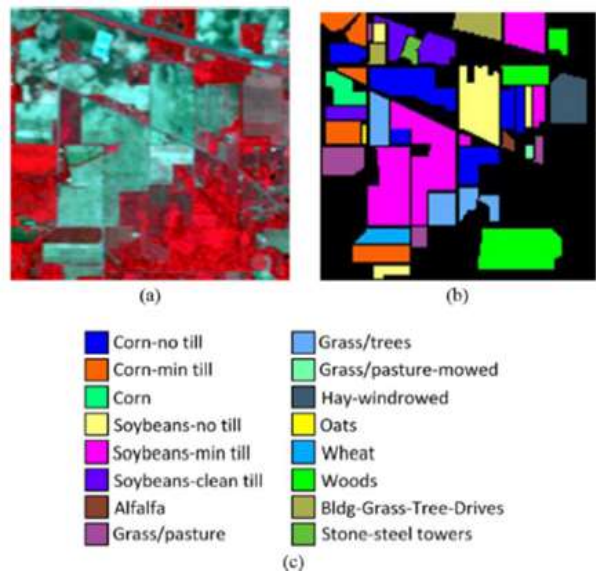 (a)
(b)
Corn-no till
Grass/trees
Corn-min till
Grass/pasture-mowed
Corn
Hay-windrowed
Soybeans-no till
Oats
Soybeans-min till
Wheat
Soybeans-clean till
Woods
Alfalfa
Bldg-Grass-Tree-Drives
Grass/pasture
Stone-steel towers
(c)